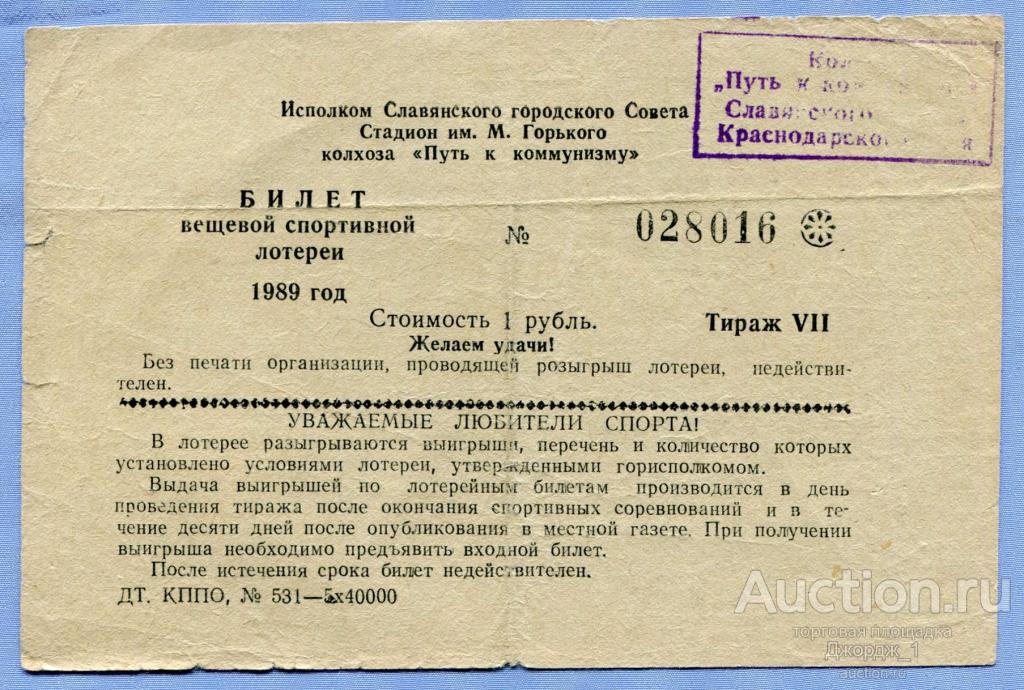 „Путь к
Краснодарско
Исполком Славянского городского Совета
Стадион им. М. Горького
колхоза «Путь к коммунизму»
БИЛЕТ
вещевой спортивной
лотереи
№ 028016
1989 год
Стоимость 1 рубль.
Тираж VII
Желаем удачи!
Без печати организации, проводящей розыгрыш лотереи, недействи-
телен.
УВАЖАЕМЫЕ ЛЮБИТЕЛИ СПОРТА!
В лотерее разыгрываются выигрыши, перечень и количество которых
установлено условиями лотереи, утвержденными горисполкомом.
Выдача выигрышей по лотерейным билетам производится в день
проведения тиража после окончания спортивных соревнований и в те-
чение десяти дней после опубликования в местной газете. При получении
выигрыша необходимо предъявить входной билет.
После истечения срока билет недействителен.
ДТ. КППО, № 531—5х40000
Auction.ru
торговая площадка
Джордж_1
auction.ru